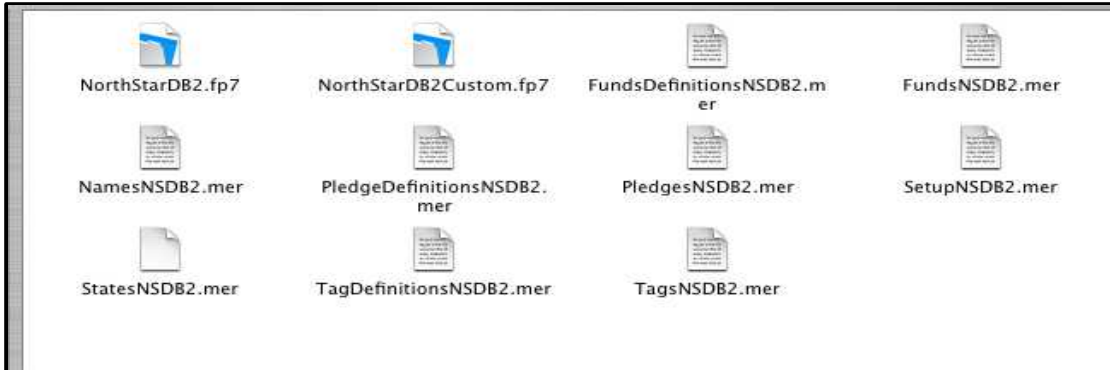 NorthStarDB2.fp7 NorthStarDB2Custom.fp7 FundsDefinitionsNSDB2.m FundsNSDB2.mer
er
NamesNSDB2.mer PledgeDefinitionsNSDB2. PledgesNSDB2.mer SetupNSDB2.mer
mer
StatesNSDB2.mer TagDefinitionsNSDB2.mer TagsNSDB2.mer